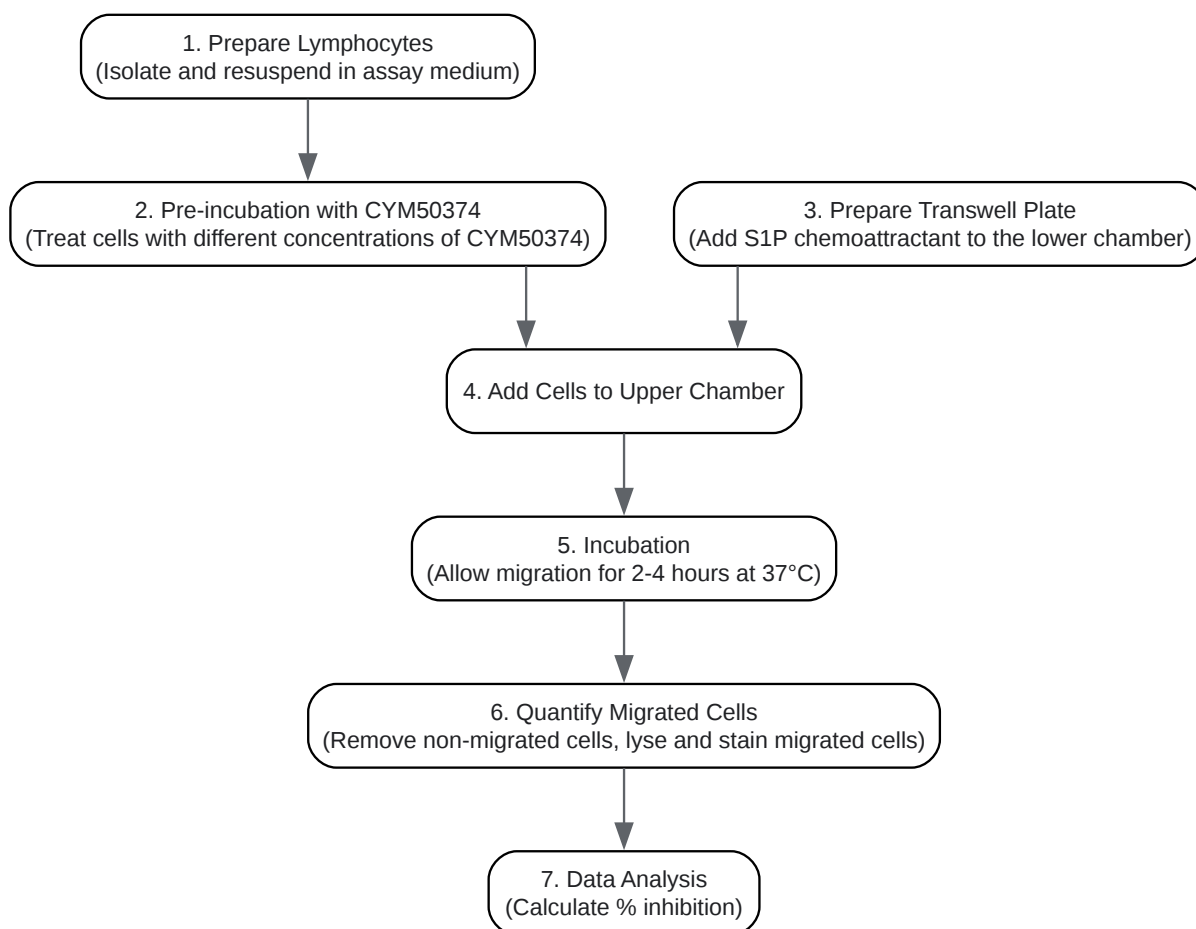 1. Prepare Lymphocytes
(Isolate and resuspend in assay medium)
2. Pre-incubation with CYM50374
(Treat cells with different concentrations of CYM50374)
3. Prepare Transwell Plate
(Add S1P chemoattractant to the lower chamber)
4. Add Cells to Upper Chamber
5. Incubation
(Allow migration for 2-4 hours at 37°C)
6. Quantify Migrated Cells
(Remove non-migrated cells, lyse and stain migrated cells)
7. Data Analysis
(Calculate % inhibition)